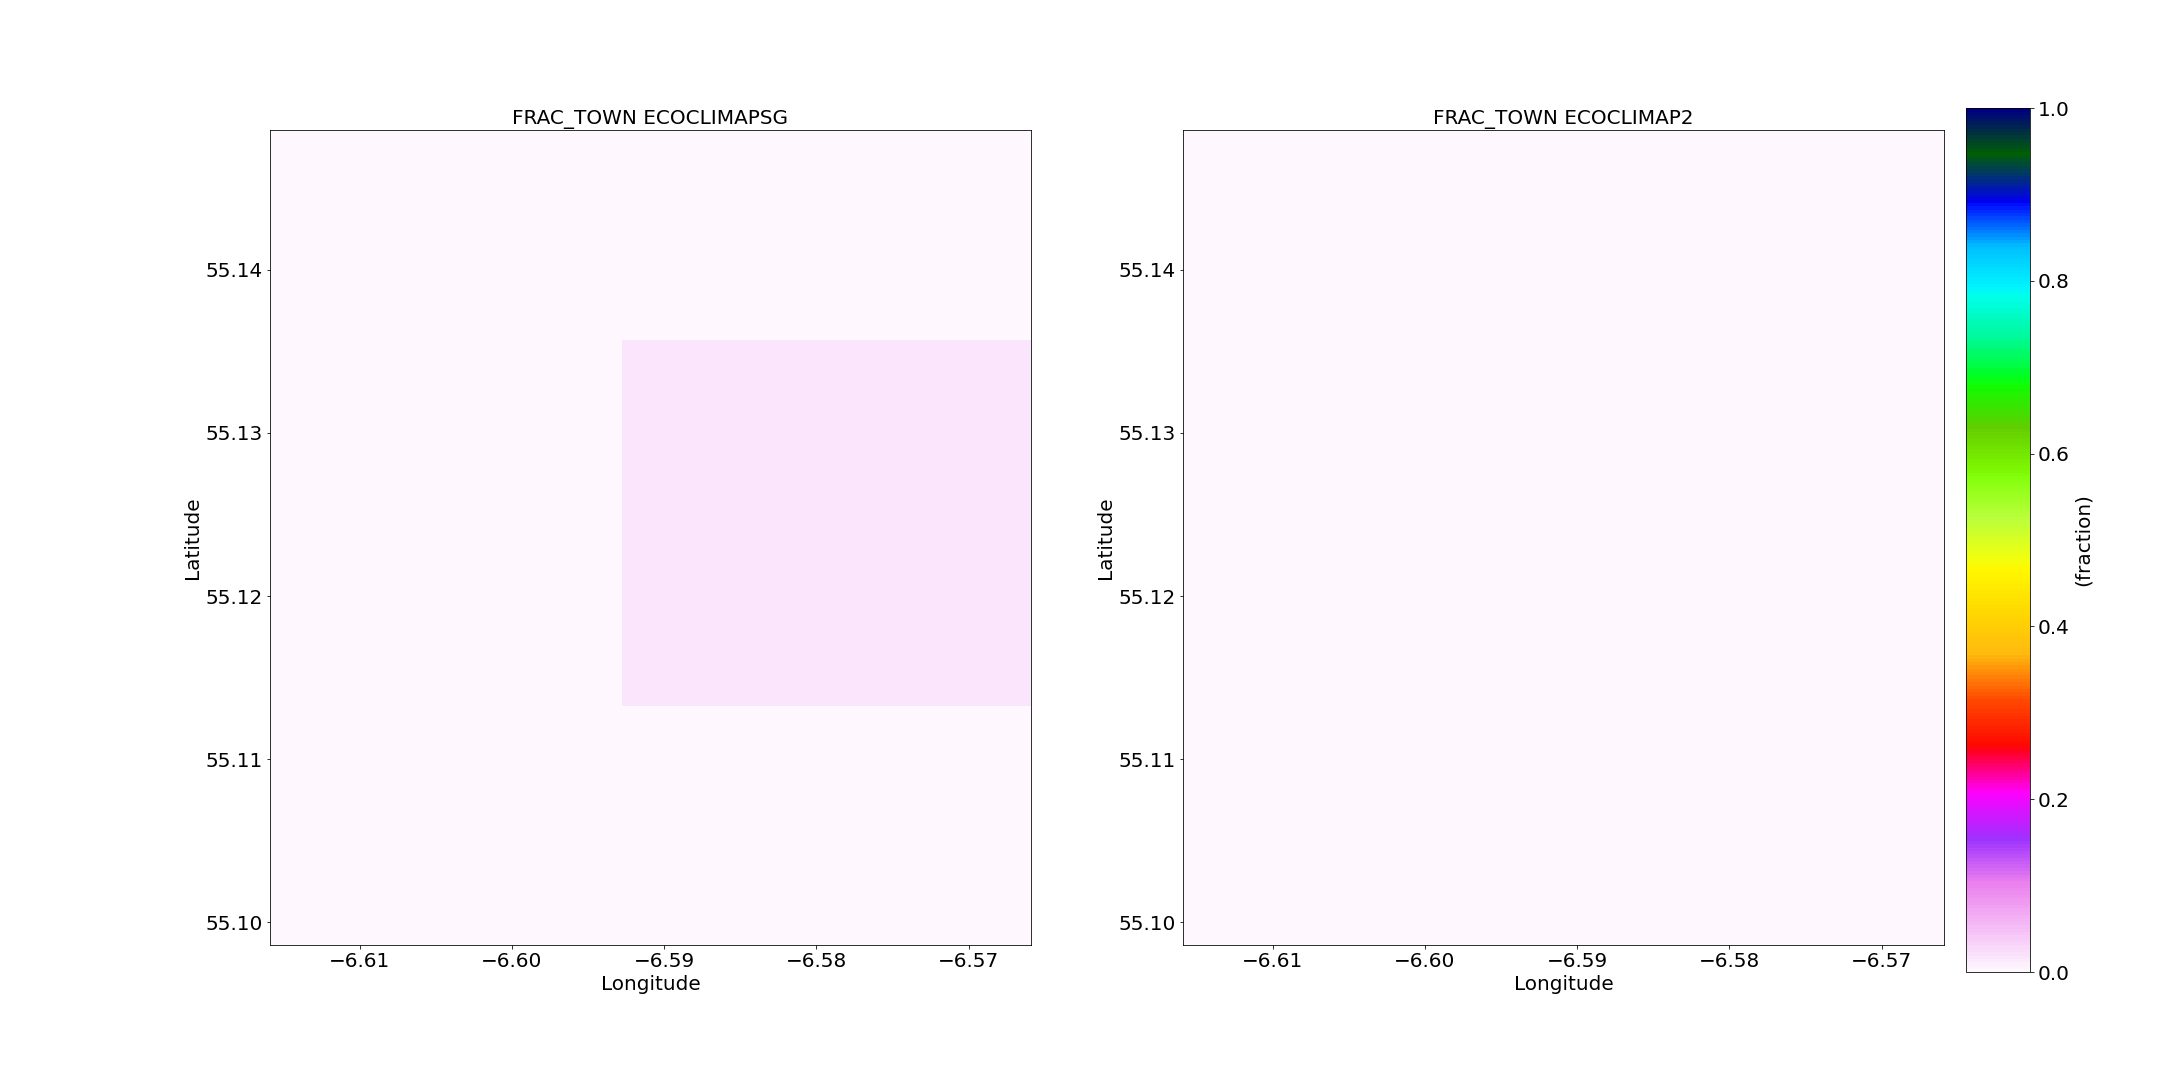 FRAC_TOWN ECOCLIMAPSG
55.14
55.13
55.12
55.11
55.10
Latitude
−6.61 −6.60 −6.59 −6.58 −6.57
Longitude
FRAC_TOWN ECOCLIMAP2
55.14
55.13
55.12
55.11
55.10
Latitude
−6.61 −6.60 −6.59 −6.58 −6.57
Longitude
1.0
0.8
0.6
0.4
0.2
0.0
(fraction)